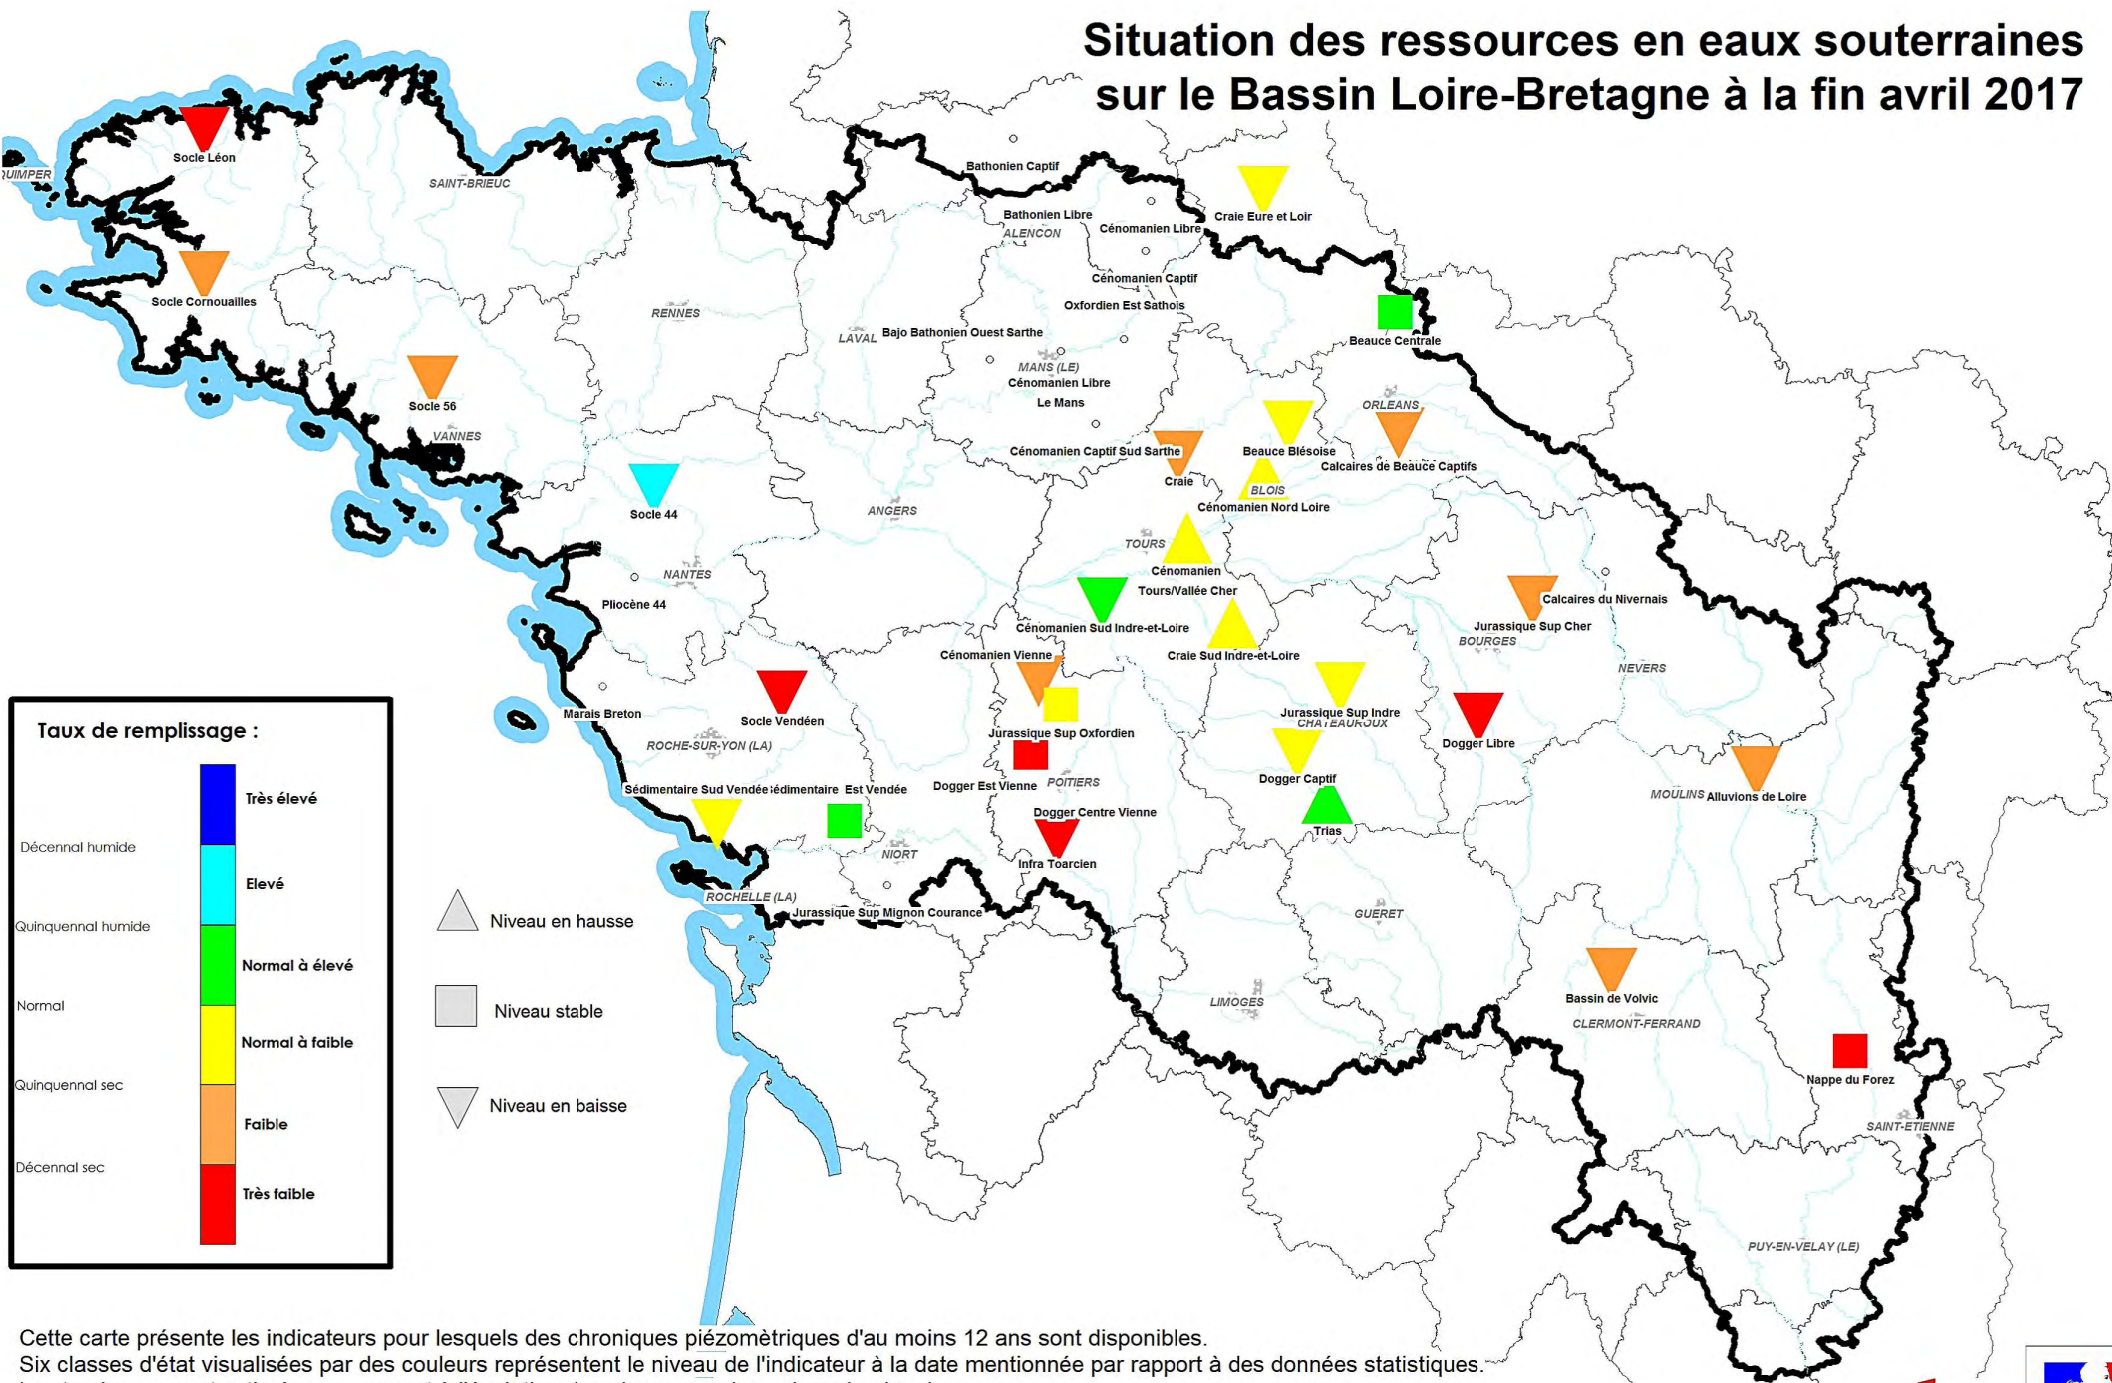 Situation des ressources en eaux souterraines
sur le Bassin Loire-Bretagne à la fin avril 2017
Socle Léon
QUIMPER
SAINT-BRIEUC
Bathonien Captif
Craie Eure et Loir
Bathonien Libre
ALENCON
Cénomanien Libre
Socle Cornouailles
Cénomanien Captif
Oxfordien Est Sathois
RENNES
LAVAL
Bajo Bathonien Ouest Sarthe
Beauce Centrale
MANS (LE)
Cénomanien Libre
Le Mans
Socle 56
VANNES
ORLEANS
Cénomanien Captif Sud Sarthe
Beauce Blésoise
Calcaires de Beauce Captifs
Craie
BLOIS
Cénomanien Nord Loire
Socle 44
ANGERS
TOURS
Cénomanien
Tours/Vallée Cher
NANTES
Pliocène 44
Calcaires du Nivernais
Cénomanien Sud Indre-et-Loire
Jurassique Sup Cher
BOURGES
Cénomanien Vienne
Craie Sud Indre-et-Loire
NEVERS
Marais Breton
Socle Vendéen
Jurassique Sup Indre
CHATEAUROUX
Jurassique Sup Oxfordien
Dogger Libre
ROCHE-SUR-YON (LA)
Dogger Est Vienne
POITIERS
Dogger Captif
Sédimentaire Sud Vendée
sédimentaire Est Vendée
MOULINS
Alluvions de Loire
Dogger Centre Vienne
Trias
NIORT
Infra Toarcien
ROCHELLE (LA)
Jurassique Sup Mignon Courance
GUERET
LIMOGES
Bassin de Volvic
CLERMONT-FERRAND
Nappe du Forez
SAINT-ETIENNE
PUY-EN-VELAY (LE)
Taux de remplissage :
Très élevé
Décennal humide
Elevé
Quinquennal humide
Normal à élevé
Normal
Normal à faible
Quinquennal sec
Faible
Décennal sec
Très faible
Niveau en hausse
Niveau stable
Niveau en baisse
Cette carte présente les indicateurs pour lesquels des chroniques piézomètriques d'au moins 12 ans sont disponibles.
Six classes d'état visualisées par des couleurs représentent le niveau de l'indicateur à la date mentionnée par rapport à des données statistiques.